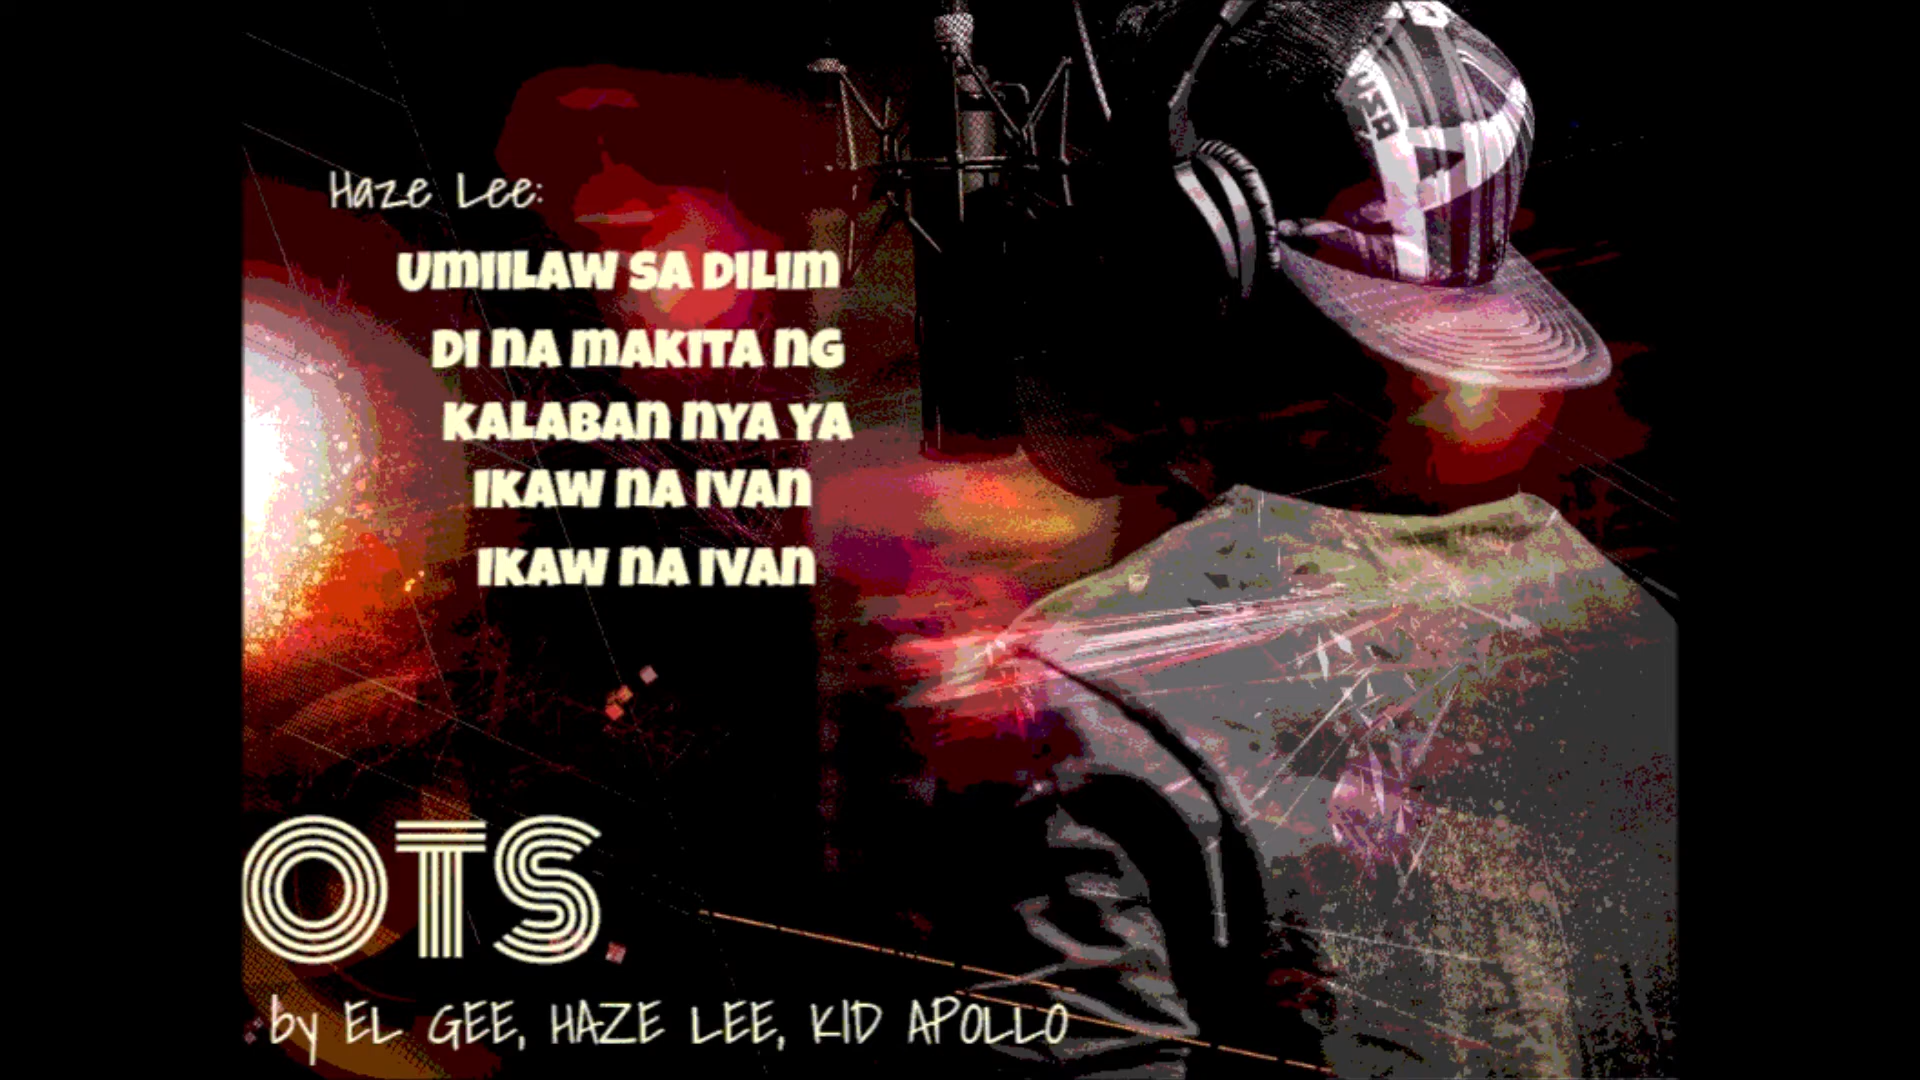 Haze Lee:
UMIILAW SA DILIM
DI NA MAKITA NG
KALABAN NYA YA
IKAW NA IVAN
IKAW NA IVAN
USA
A
OTS
by EL GEE, HAZE LEE, KID APOLLO